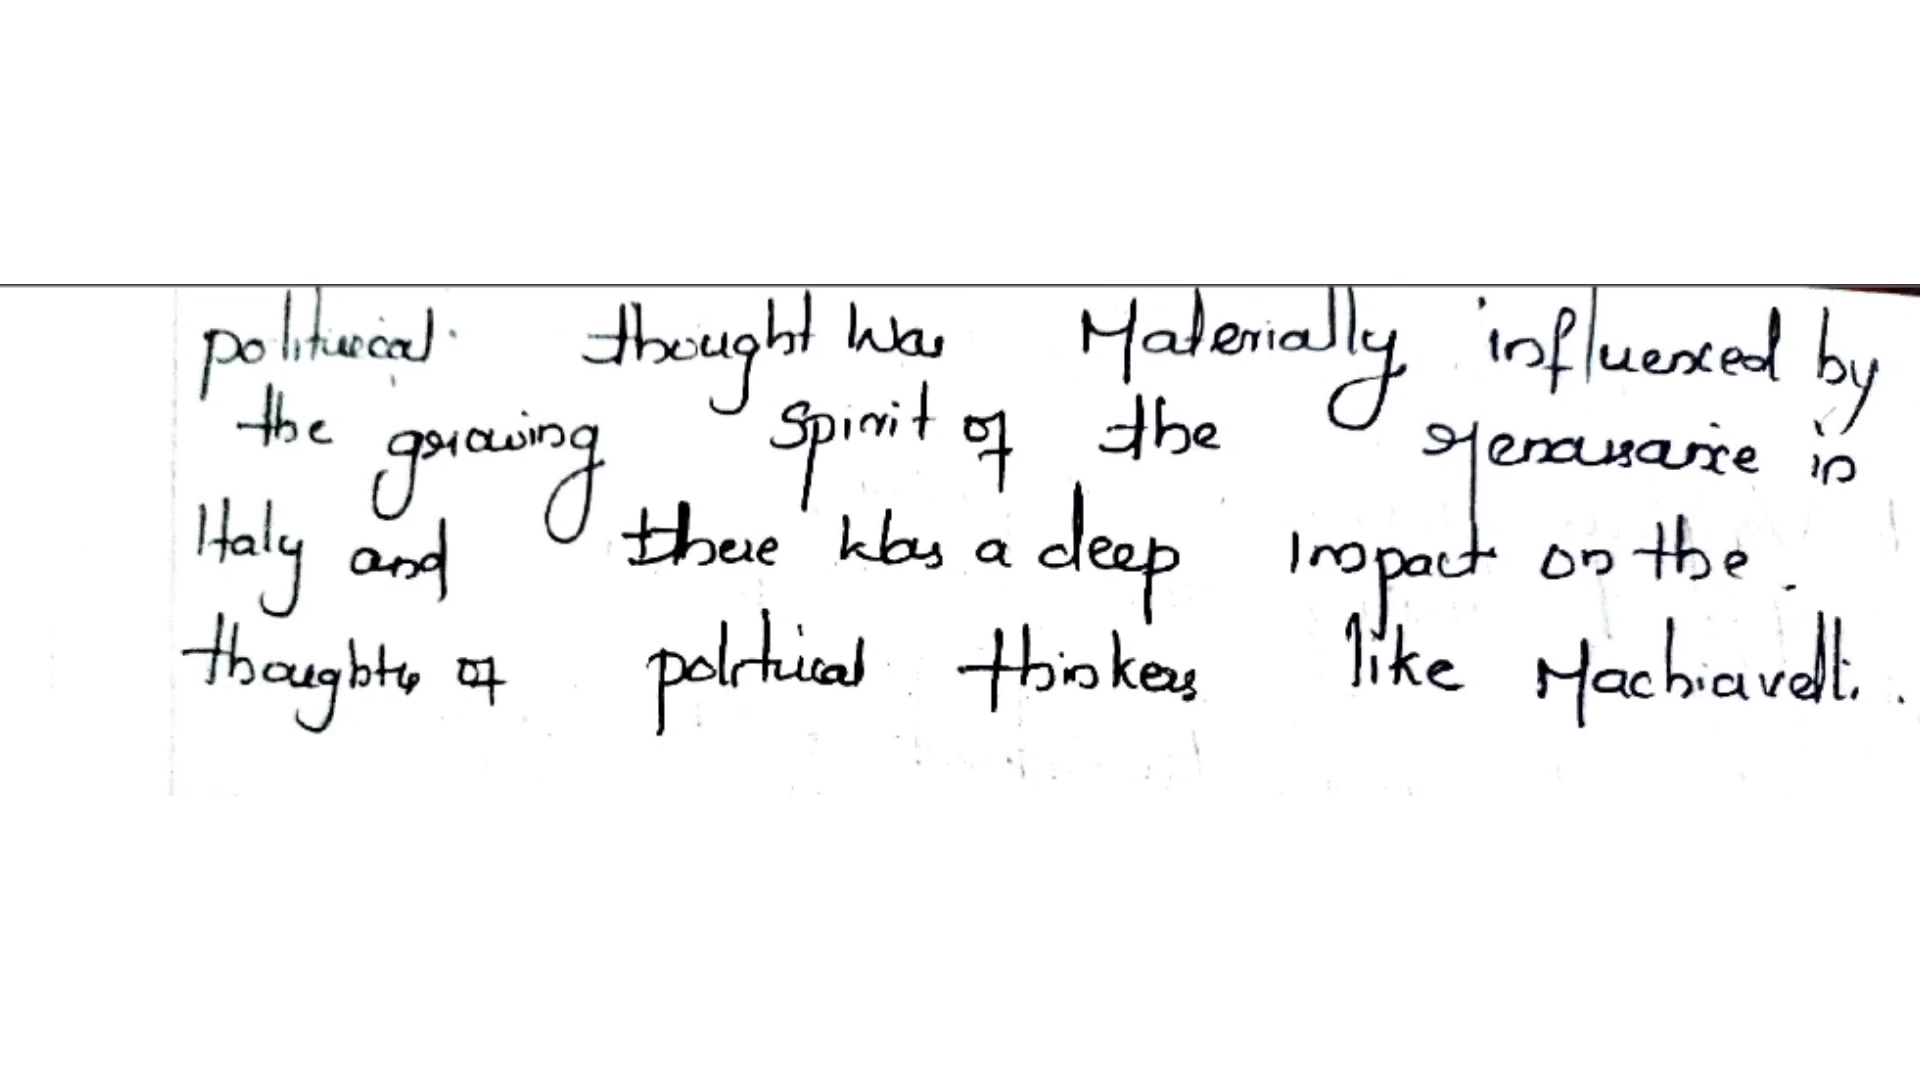 political thought was Materially influenced by
the growing spirit of the renaissance in
Italy and there was a deep impact on the
thoughts of political thinkers like Machiavelli.